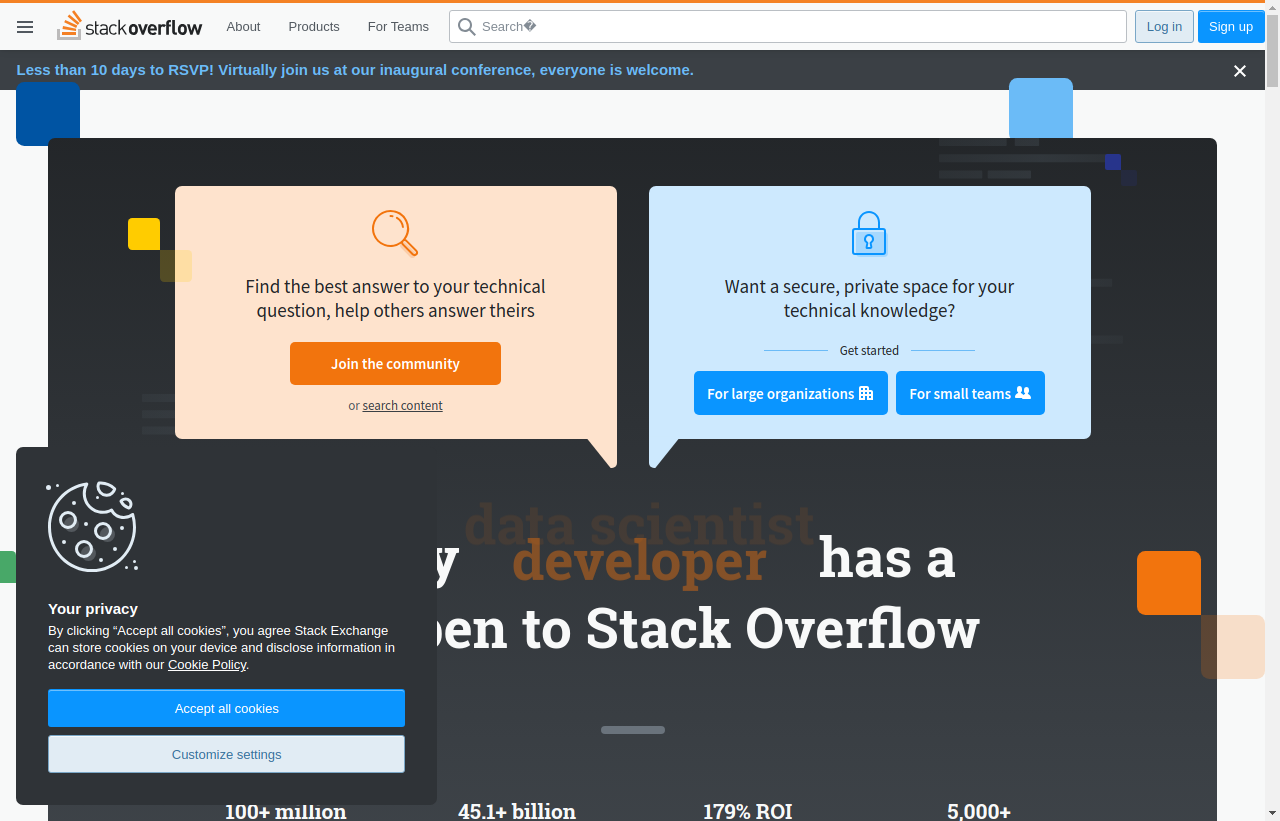 stack overflow
About
Products
For Teams
Search�
Log in
Sign up
Less than 10 days to RSVP! Virtually join us at our inaugural conference, everyone is welcome.
Find the best answer to your technical
question, help others answer theirs
Join the community
or search content
Want a secure, private space for your
technical knowledge?
Get started
For large organizations
For small teams
data scientist
developer
has a
to Stack Overflow
Your privacy
By clicking “Accept all cookies”, you agree Stack Exchange
can store cookies on your device and disclose information in
accordance with our Cookie Policy.
Accept all cookies
Customize settings
100+ million
45.1+ billion
179% ROI
5,000+